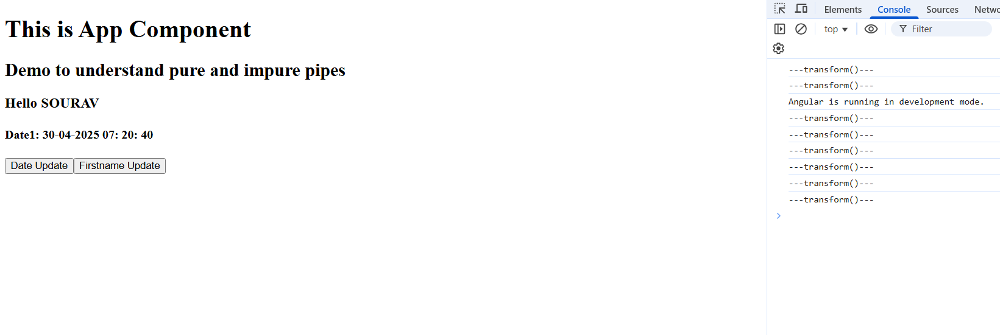 This is App Component
Demo to understand pure and impure pipes
Hello SOURAV
Date1: 30-04-2025 07: 20: 40
Date Update Firstname Update
Elements Console Sources Netwo
top Filter
---transform()---
---transform()---
Angular is running in development mode.
---transform()---
---transform()---
---transform()---
---transform()---
---transform()---
---transform()---